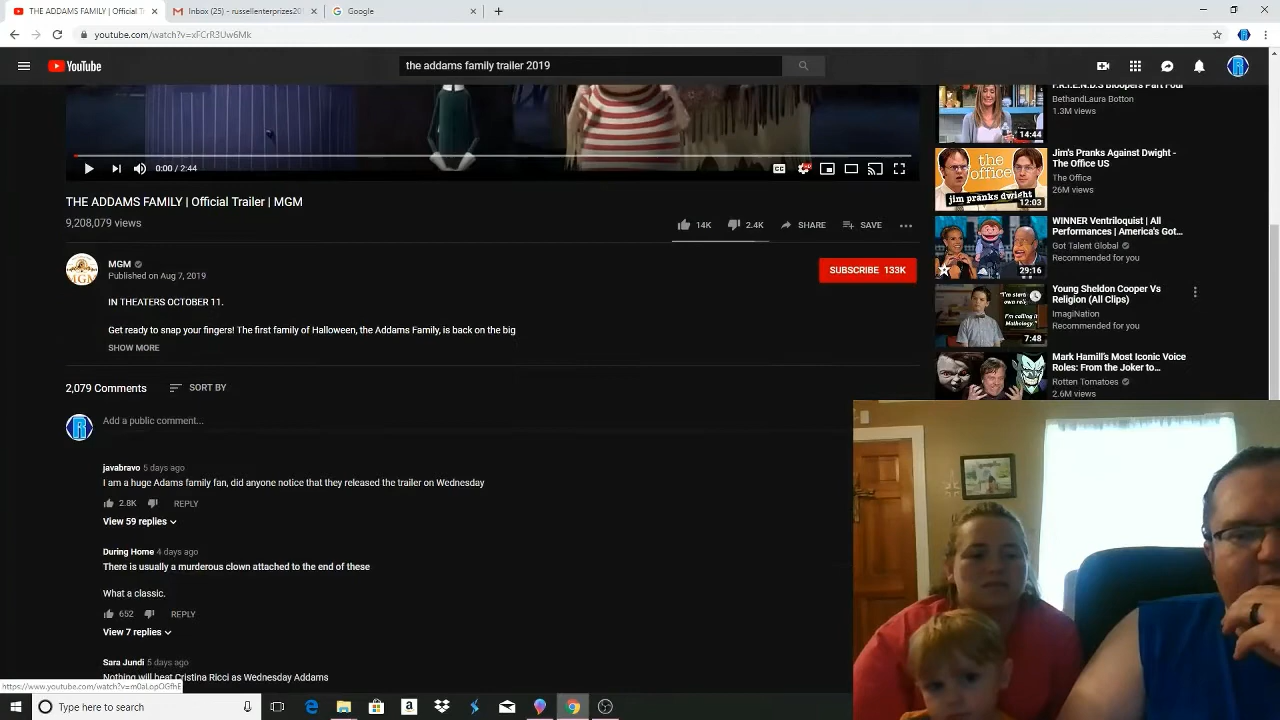 THE ADDAMS FAMILY | Official Tr
Inbox (25) - russellenterprizes20
Google
youtube.com/watch?v=xFCrR3Uw6Mk
YouTube
the addams family trailer 2019
F.R.I.E.N.D.S Bloopers Part Four
BethandLaura Botton
1.3M views
14:44
0:00 / 2:44
CC
HD
the office
jim pranks dwight
12:03
Jim's Pranks Against Dwight -
The Office US
The Office
26M views
THE ADDAMS FAMILY | Official Trailer | MGM
9,208,079 views
14K
2.4K
SHARE
SAVE
29:16
WINNER Ventriloquist | All
Performances | America's Got...
Got Talent Global
Recommended for you
MGM
MGM
Published on Aug 7, 2019
SUBSCRIBE 133K
IN THEATERS OCTOBER 11.
Get ready to snap your fingers! The first family of Halloween, the Addams Family, is back on the big
SHOW MORE
7:48
Young Sheldon Cooper Vs
Religion (All Clips)
ImagiNation
Recommended for you
Mark Hamill's Most Iconic Voice
Roles: From the Joker to...
Rotten Tomatoes
2.6M views
2,079 Comments
SORT BY
Add a public comment...
javabravo 5 days ago
I am a huge Adams family fan, did anyone notice that they released the trailer on Wednesday
2.8K
REPLY
View 59 replies
During Home 4 days ago
There is usually a murderous clown attached to the end of these
What a classic.
652
REPLY
View 7 replies
Sara Jundi 5 days ago
Nothing will beat Cristina Ricci as Wednesday Addams
Type here to search